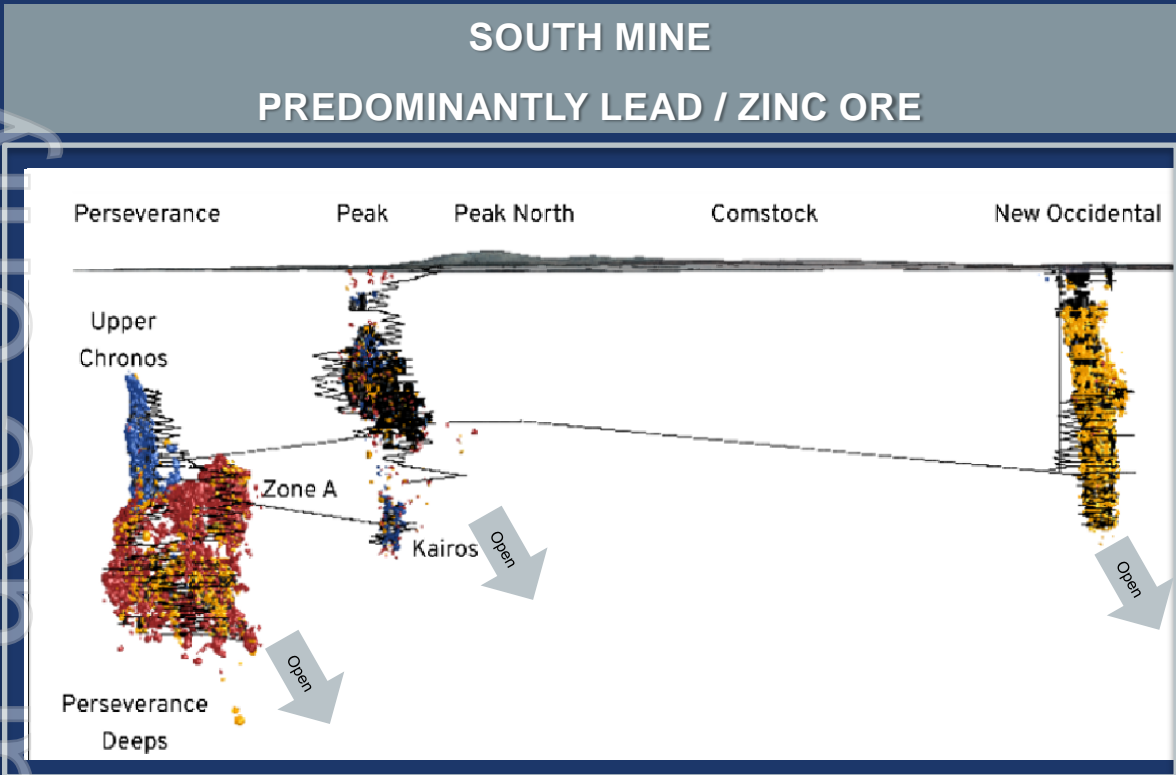 SOUTH MINE
PREDOMINANTLY LEAD / ZINC ORE
Perseverance
Peak
Peak North
Comstock
New Occidental
Upper
Chronos
Zone A
Kairos
Open
Open
Open
Perseverance
Deeps